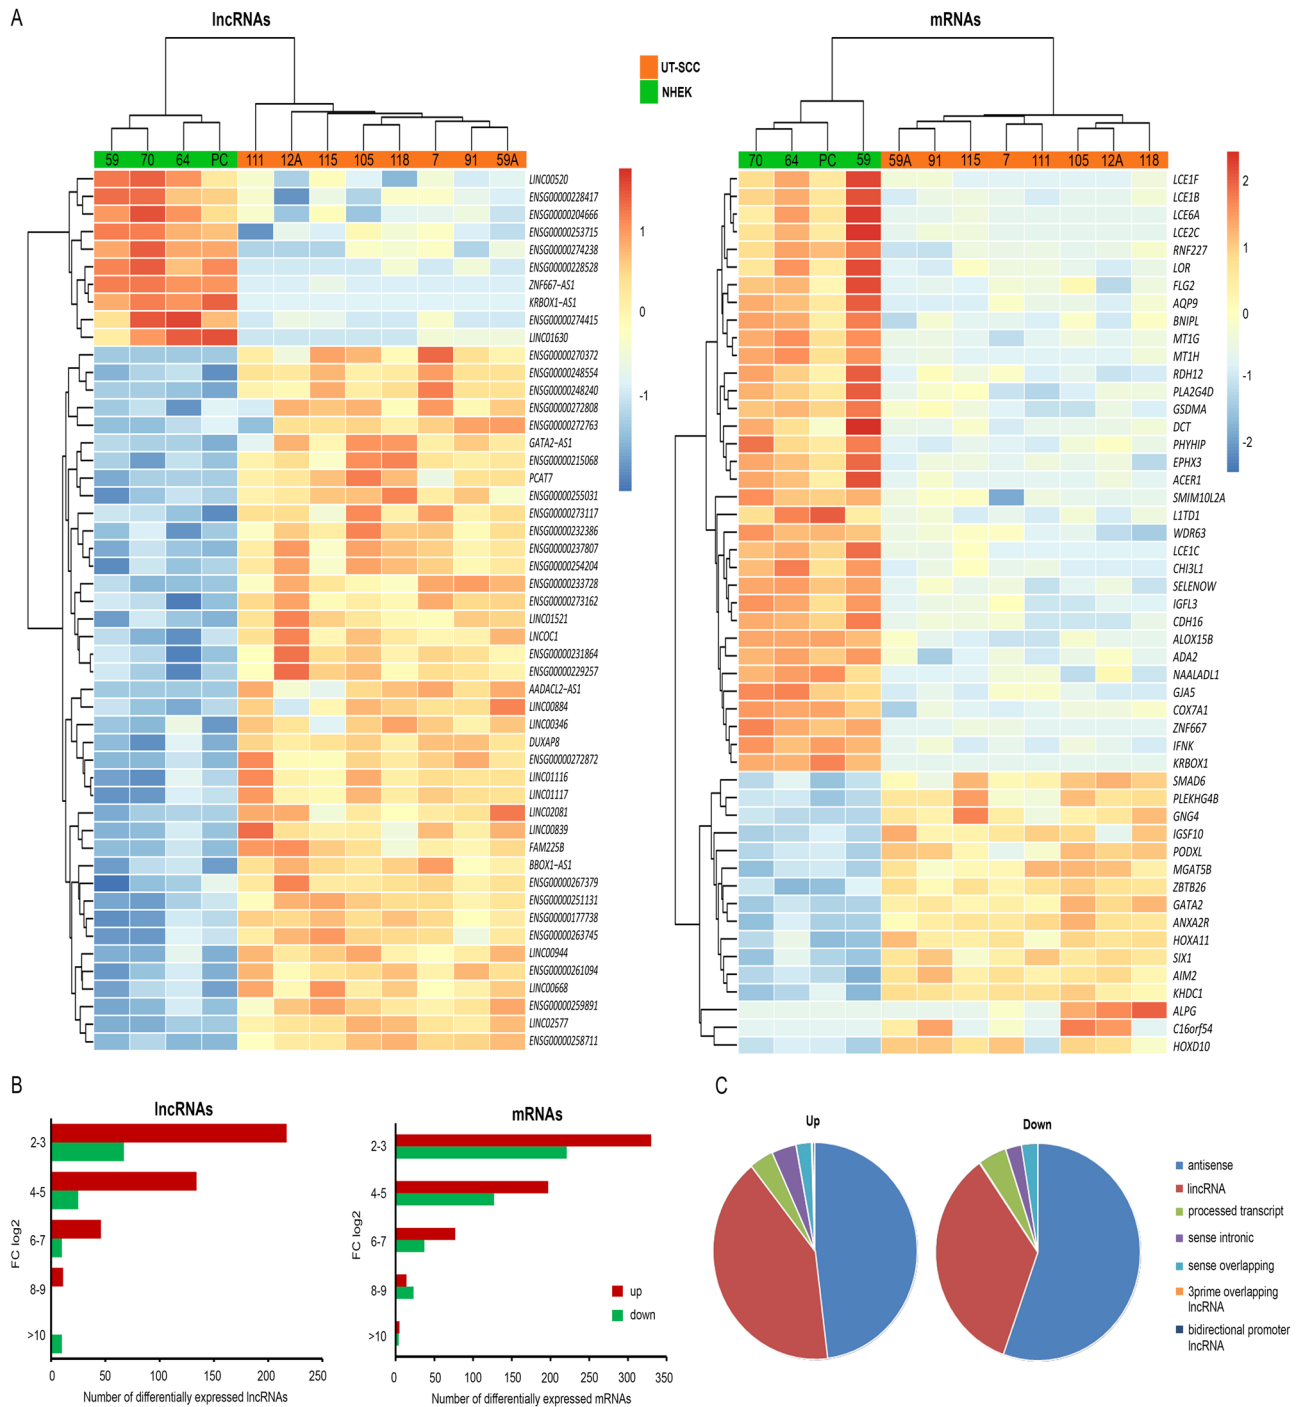 A
lncRNAs
mRNAs
UT-SCC
NHEK
59 70 64 PC 111 12A 115 105 118 7 91 59A
70 64 PC 59 59A 91 115 7 111 105 12A 118
LINC00520
ENSG00000228417
ENSG00000204666
ENSG00000253715
ENSG00000274238
ENSG00000228528
ZNF667-AS1
KRBOX1-AS1
ENSG00000274415
LINC01630
ENSG00000270372
ENSG00000248554
ENSG00000248240
ENSG00000272808
ENSG00000272763
GATA2-AS1
ENSG00000215068
PCAT7
ENSG00000255031
ENSG00000273117
ENSG00000232386
ENSG00000237807
ENSG00000254204
ENSG00000233728
ENSG00000273162
LINC01521
LNCOC1
ENSG00000231864
ENSG00000229257
AADACL2-AS1
LINC00884
LINC00346
DUXAP8
ENSG00000272872
LINC01116
LINC01117
LINC02081
LINC00839
FAM225B
BBOX1-AS1
ENSG00000267379
ENSG00000251131
ENSG00000177738
ENSG00000263745
LINC00944
ENSG00000261094
LINC00668
ENSG00000259891
LINC02577
ENSG00000258711
1
0
-1
LCE1F
LCE1B
LCE6A
LCE2C
RNF227
LOR
FLG2
AQP9
BNIPL
MT1G
MT1H
RDH12
PLA2G4D
GSDMA
DCT
PHYHIP
EPHX3
ACER1
SMIM10L2A
L1TD1
WDR63
LCE1C
CHI3L1
SELENOW
IGFL3
CDH16
ALOX15B
ADA2
NAALADL1
GJA5
COX7A1
ZNF667
IFNK
KRBOX1
SMAD6
PLEKHG4B
GNG4
IGSF10
PODXL
MGAT5B
ZBTB26
GATA2
ANXA2R
HOXA11
SIX1
AIM2
KHDC1
ALPG
C16orf54
HOXD10
2
1
0
-1
-2
B
lncRNAs
FC log2
2-3
4-5
6-7
8-9
>10
0 50 100 150 200 250
Number of differentially expressed lncRNAs
mRNAs
FC log2
2-3
4-5
6-7
8-9
>10
up
down
0 50 100 150 200 250 300 350
Number of differentially expressed mRNAs
C
Up
Down
antisense
lincRNA
processed transcript
sense intronic
sense overlapping
3prime overlapping
lncRNA
bidirectional promoter
lncRNA